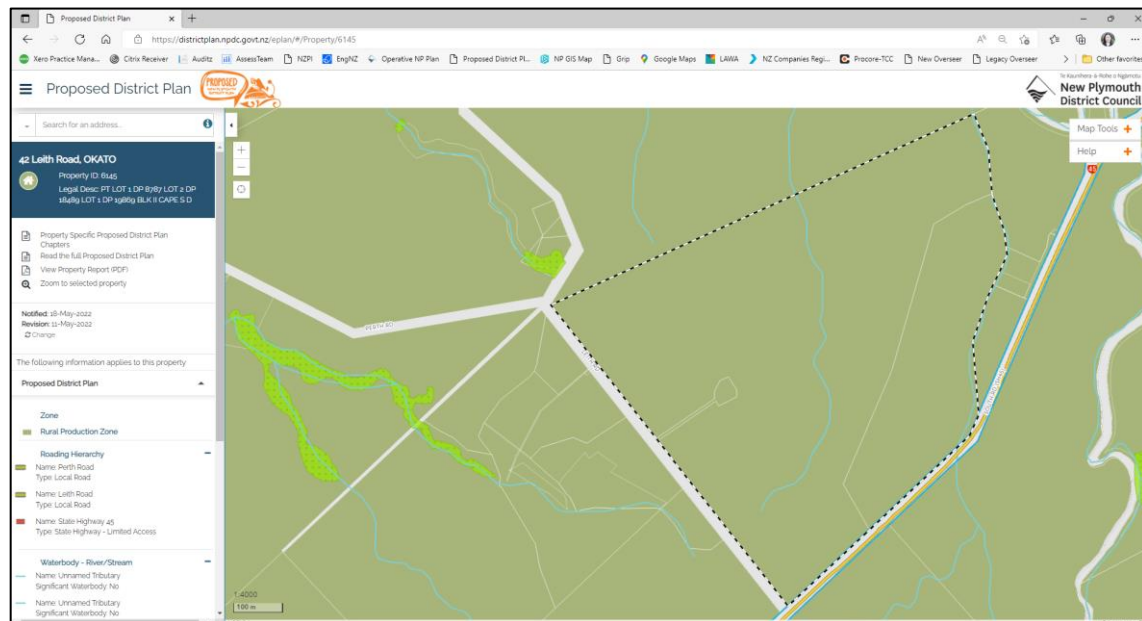 Proposed District Plan
https://districtplan.npdc.govt.nz/eplan/#/Property/6145
Xero Practice Mana... Citrix Receiver Auditz AssessTeam NZPI EngNZ Operative NP Plan Proposed District Pl... NP GIS Map Grip Google Maps LAWA NZ Companies Regi... Procore-TCC New Overseer Legacy Overseer Other favorites
Proposed District Plan
PROPOSED
New Plymouth
District Council
Search for an address...
Map Tools +
Help +
42 Leith Road, OKATO
Property ID: 6145
Legal Desc: PT LOT 1 DP 8787 LOT 2 DP
18489 LOT 1 DP 19869 BLK II CAPE S D
Property Specific Proposed District Plan
Chapters
Read the full Proposed District Plan
View Property Report (PDF)
Zoom to selected property
Notified: 18-May-2022
Revision: 11-May-2022
Change
The following information applies to this property
Proposed District Plan
Zone
Rural Production Zone
Roading Hierarchy
Name: Perth Road
Type: Local Road
Name: Leith Road
Type: Local Road
Name: State Highway 45
Type: State Highway - Limited Access
Waterbody - River/Stream
Name: Unnamed Tributary
Significant Waterbody: No
Name: Unnamed Tributary
Significant Waterbody: No
PERTH RD
45
1:4000
100 m